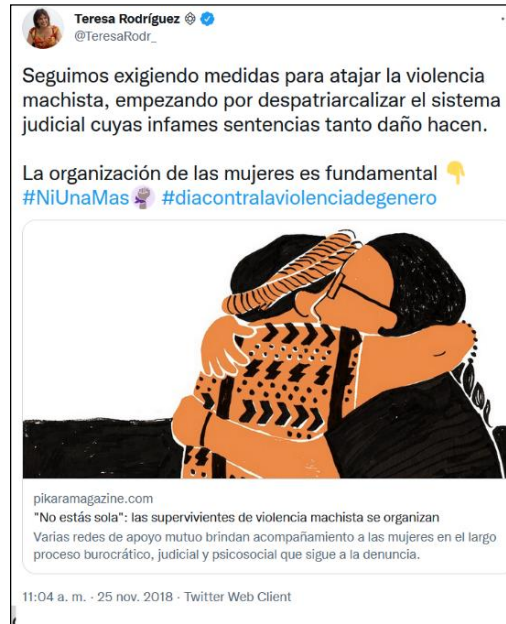 Teresa Rodríguez
@TeresaRodr_
Seguimos exigiendo medidas para atajar la violencia
machista, empezando por despatriarcalizar el sistema
judicial cuyas infames sentencias tanto daño hacen.
La organización de las mujeres es fundamental 👇
#NiUnaMas #diacontralaviolenciadegenero
pikaramagazine.com
"No estás sola": las supervivientes de violencia machista se organizan
Varias redes de apoyo mutuo brindan acompañamiento a las mujeres en el largo
proceso burocrático, judicial y psicosocial que sigue a la denuncia.
11:04 a. m. · 25 nov. 2018 · Twitter Web Client